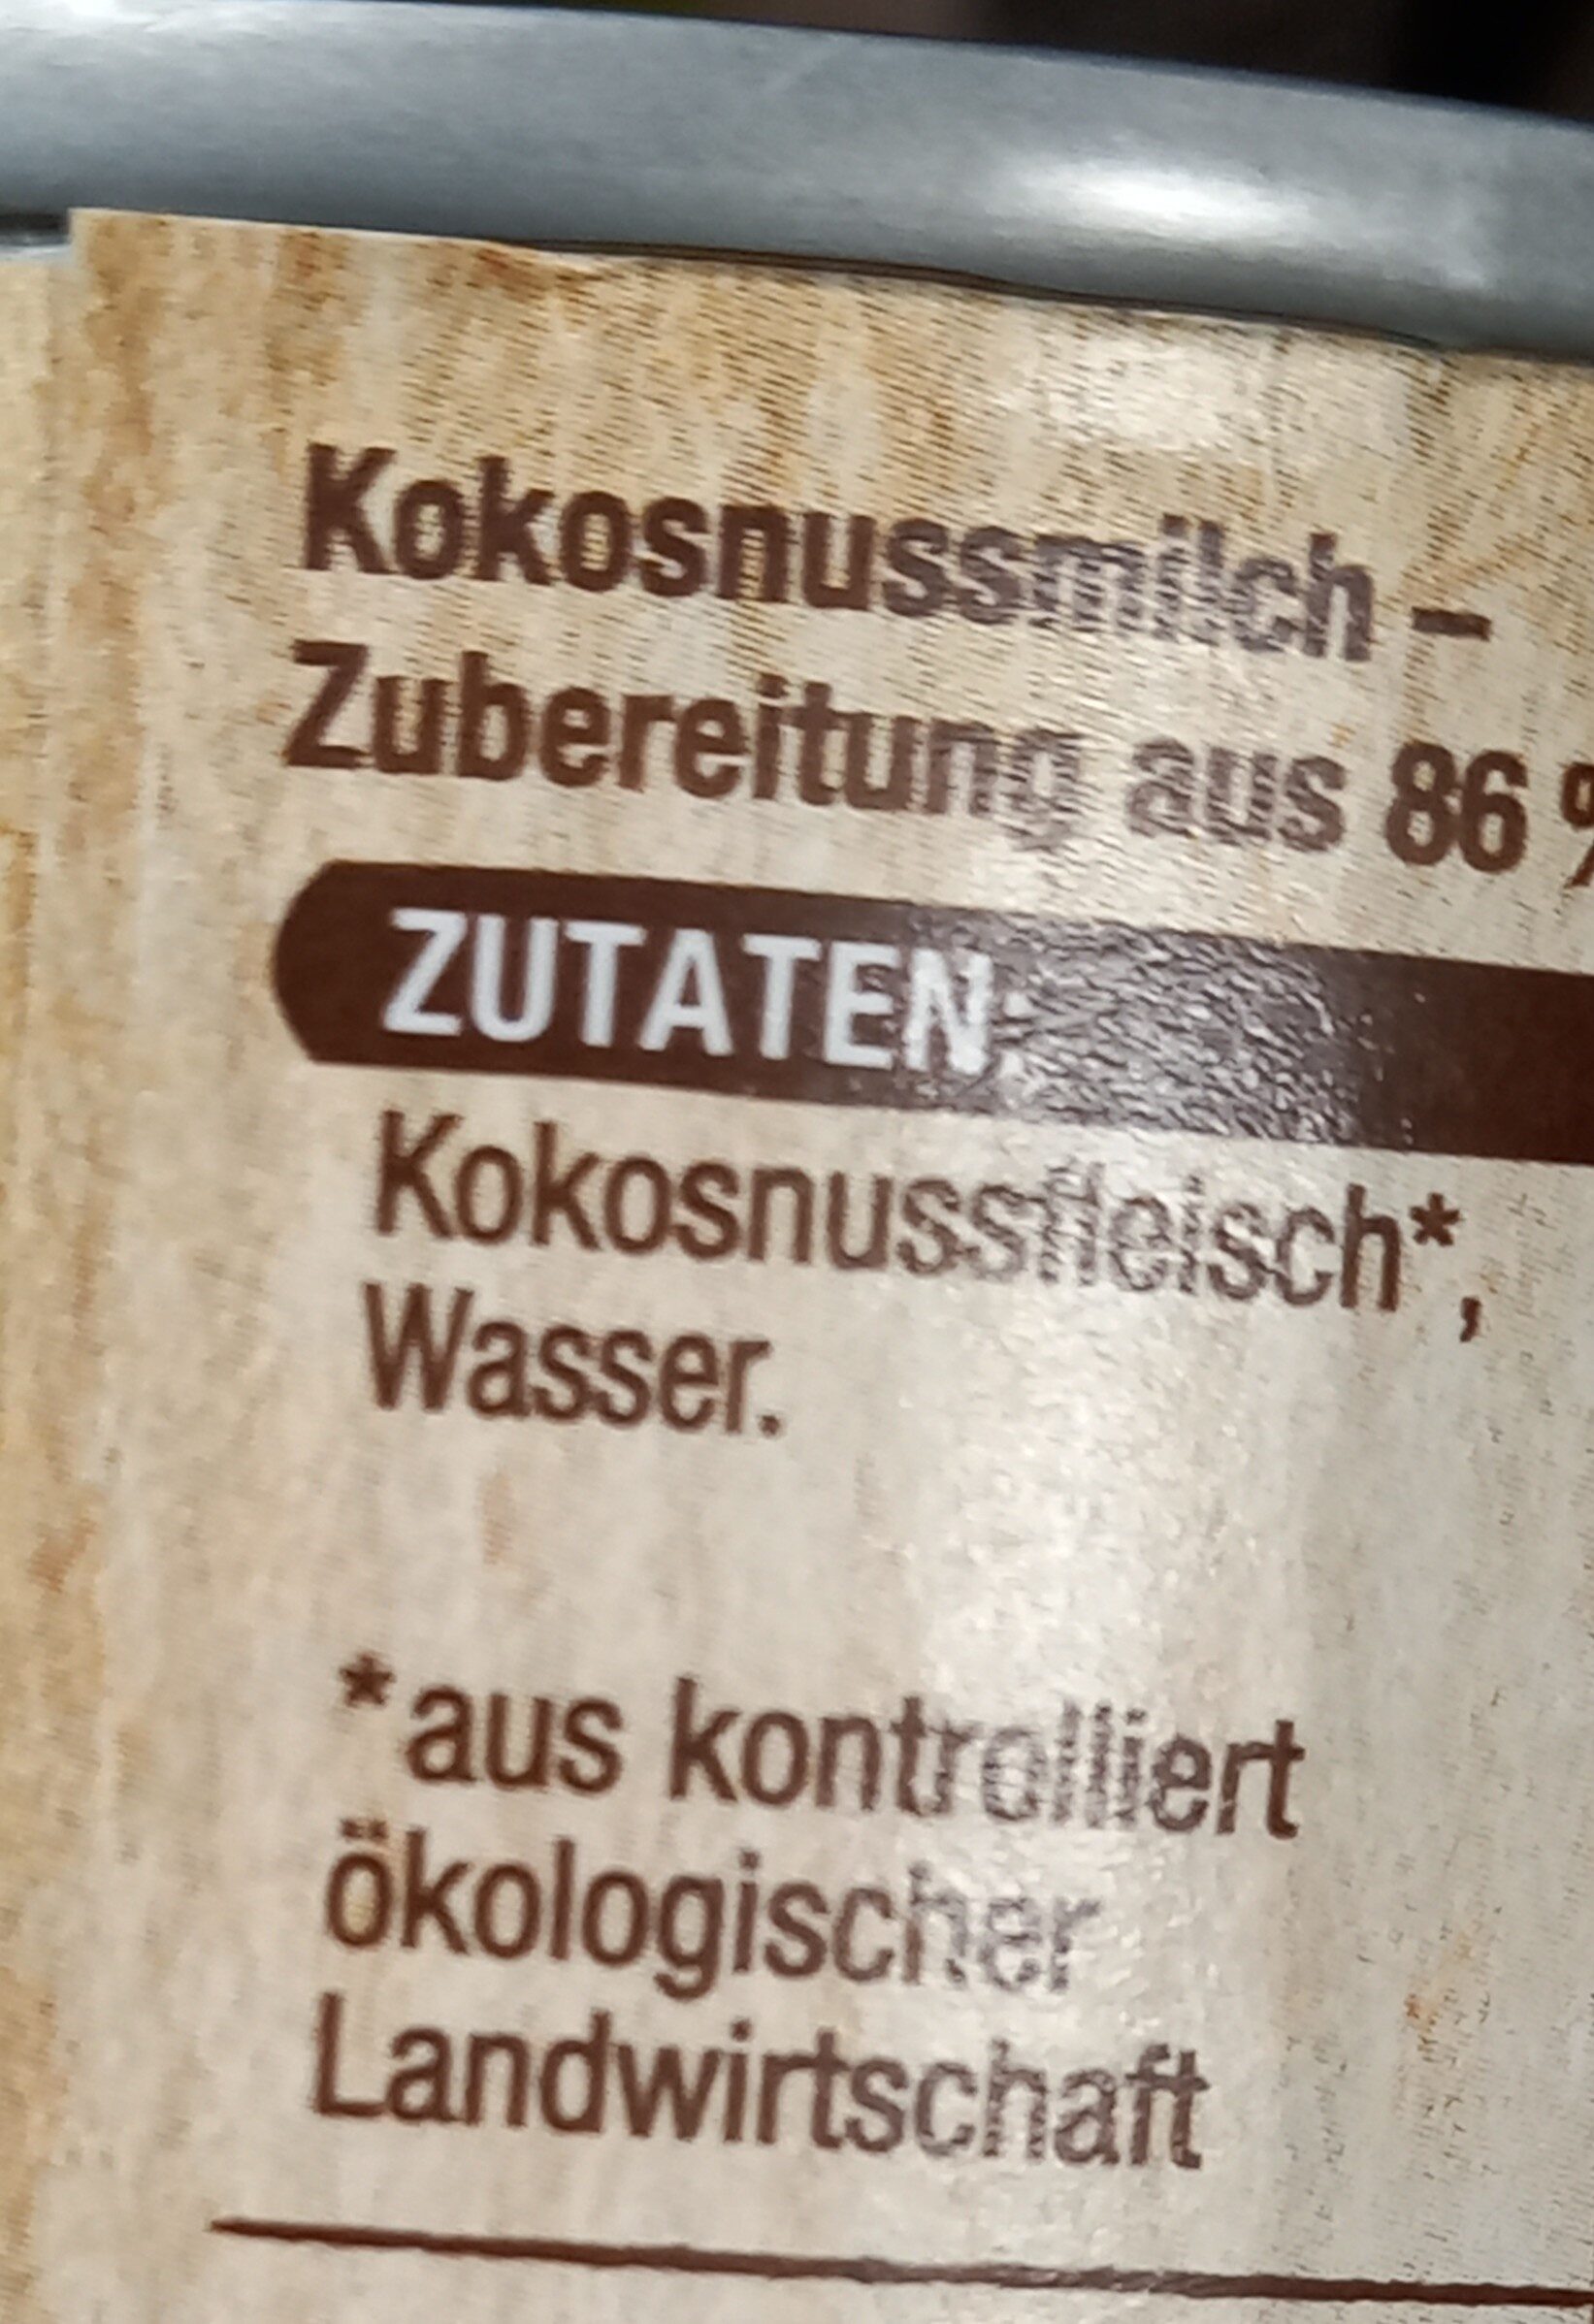 Kokosnussmilch –
Zubereitung aus 86 %
ZUTATEN:
Kokosnussfleisch*,
Wasser.
*aus kontrolliert
ökologischer
Landwirtschaft